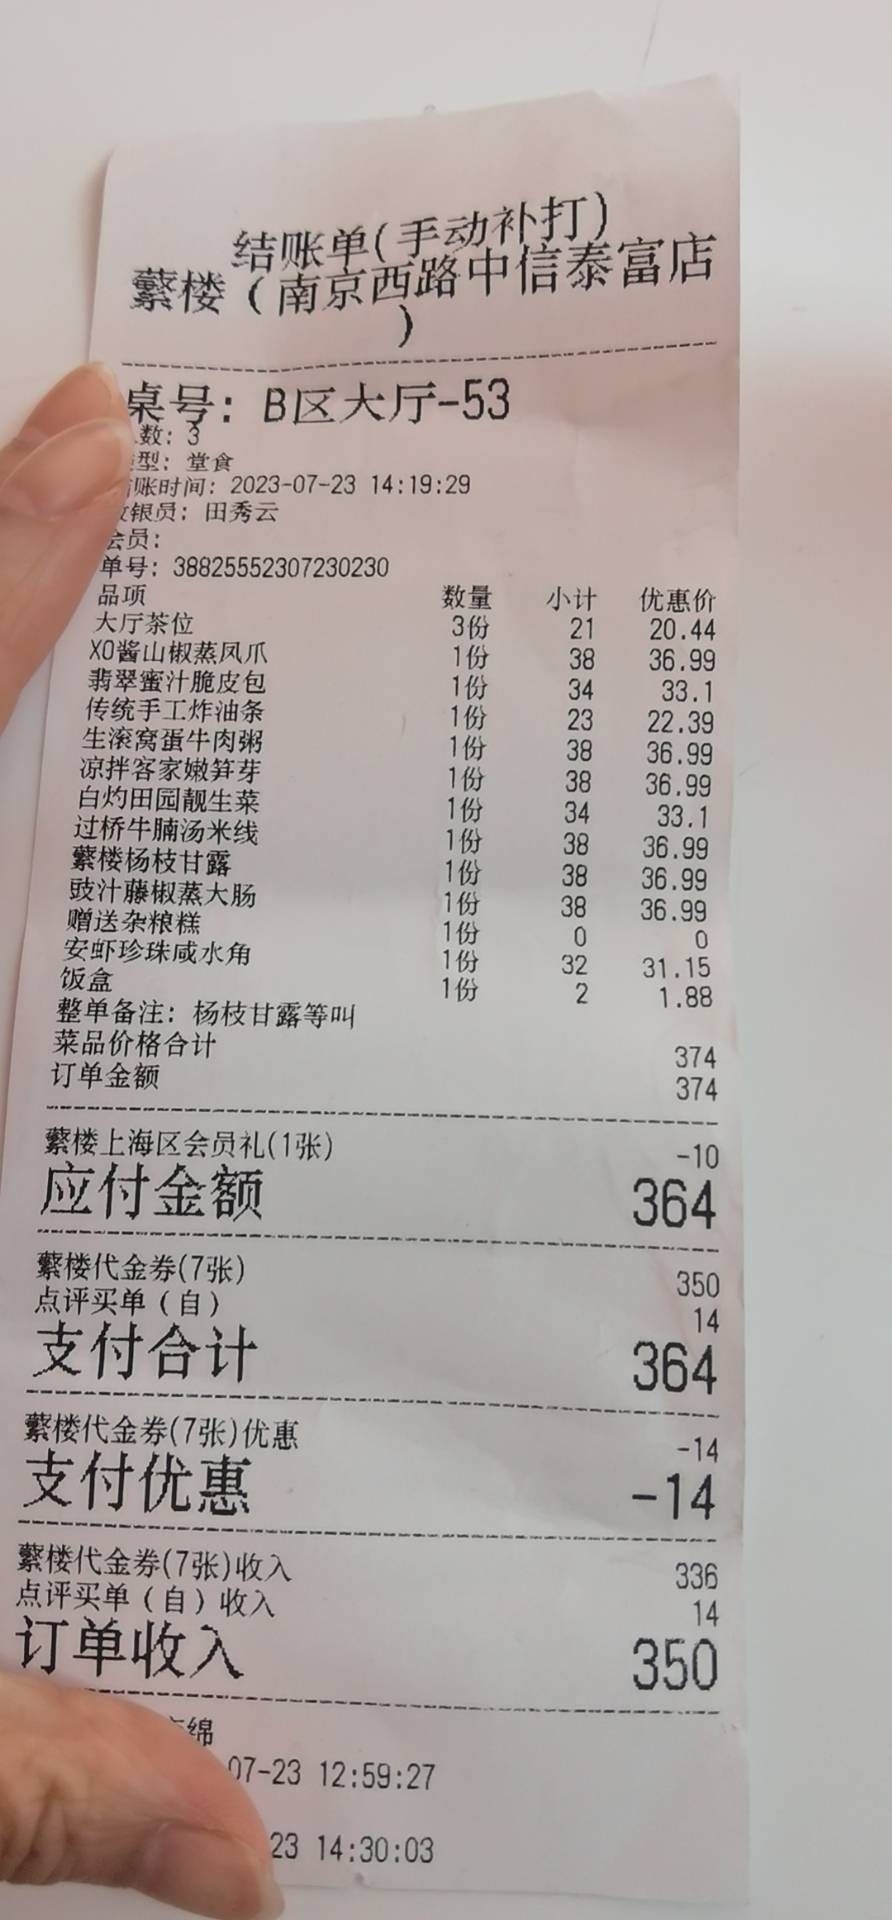 结账单(手动补打)
蘩楼（南京西路中信泰富店
）
桌号: B区大厅-53
数: 3
型: 堂食
账时间: 2023-07-23 14:19:29
银员: 田秀云
会员:
单号: 38825552307230230
品项 数量 小计 优惠价
大厅茶位 3份 21 20.44
XO酱山椒蒸凤爪 1份 38 36.99
翡翠蜜汁脆皮包 1份 34 33.1
传统手工炸油条 1份 23 22.39
生滚窝蛋牛肉粥 1份 38 36.99
凉拌客家嫩笋芽 1份 38 36.99
白灼田园靓生菜 1份 34 33.1
过桥牛腩汤米线 1份 38 36.99
蘩楼杨枝甘露 1份 38 36.99
豉汁藤椒蒸大肠 1份 38 36.99
赠送杂粮糕 1份 0 0
安虾珍珠咸水角 1份 32 31.15
饭盒 1份 2 1.88
整单备注: 杨枝甘露等叫
菜品价格合计 374
订单金额 374
蘩楼上海区会员礼(1张) -10
应付金额 364
蘩楼代金券(7张) 350
点评买单（自） 14
支付合计 364
蘩楼代金券(7张)优惠 -14
支付优惠 -14
蘩楼代金券(7张)收入 336
点评买单（自）收入 14
订单收入 350
绵
07-23 12:59:27
23 14:30:03